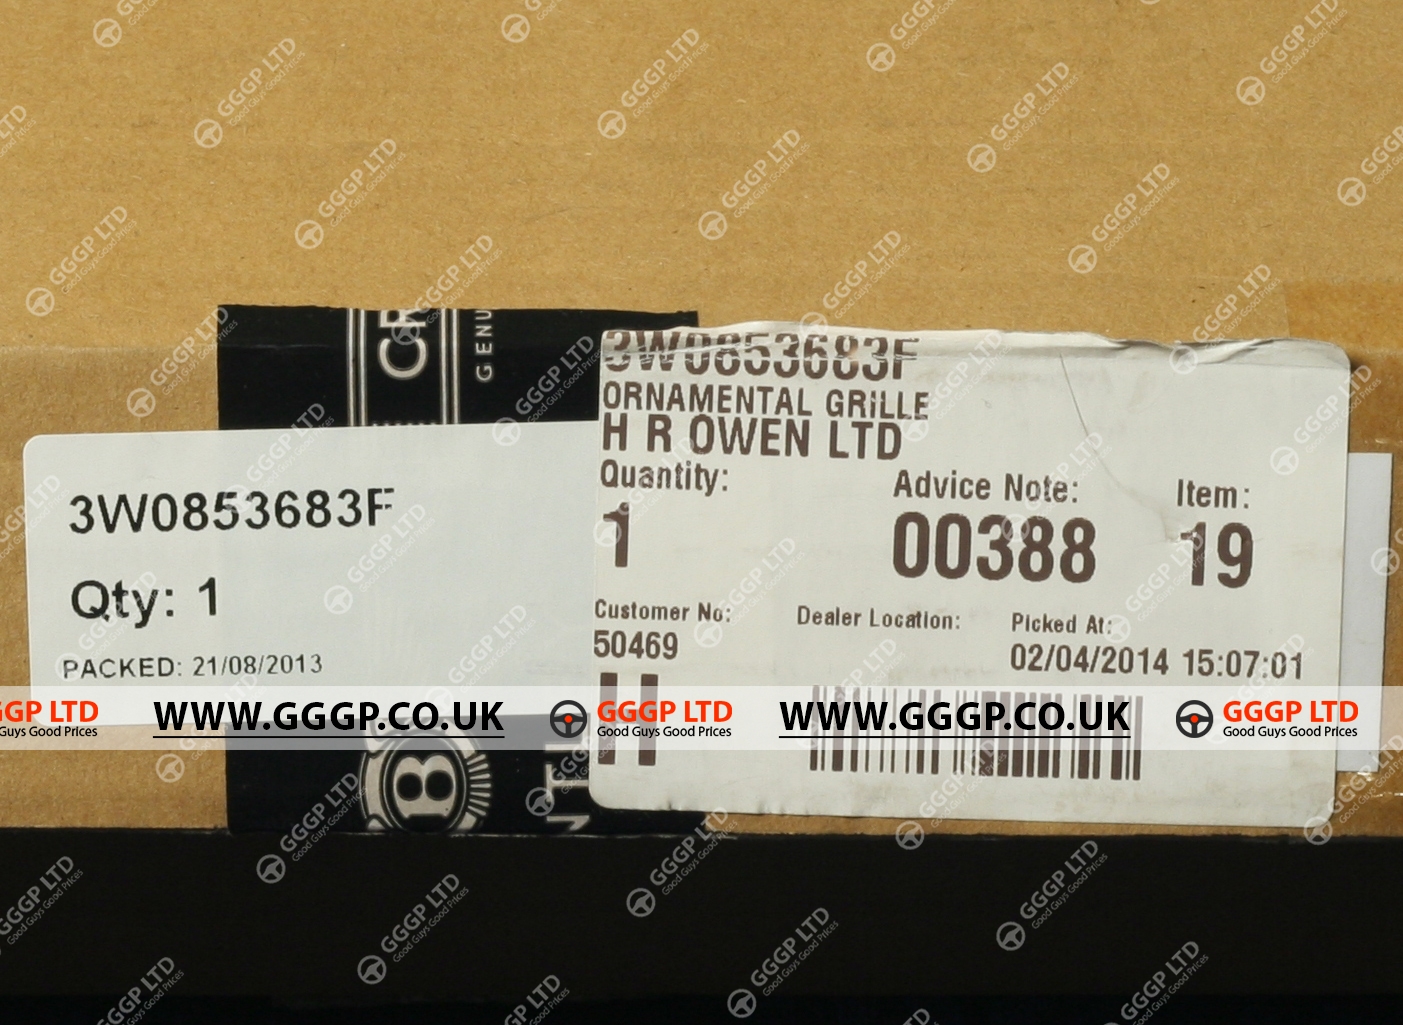 CR
GENU
3W0853683F
ORNAMENTAL GRILLE
H R OWEN LTD
Quantity:
1
Advice Note:
00388
Item:
19
Customer No:
50469
Dealer Location:
Picked At:
02/04/2014 15:07:01
H
3W0853683F
Qty: 1
PACKED: 21/08/2013
B
GGGP LTD
Good Guys Good Prices
WWW.GGGP.CO.UK
GGGP LTD
Good Guys Good Prices
WWW.GGGP.CO.UK
GGGP LTD
Good Guys Good Prices